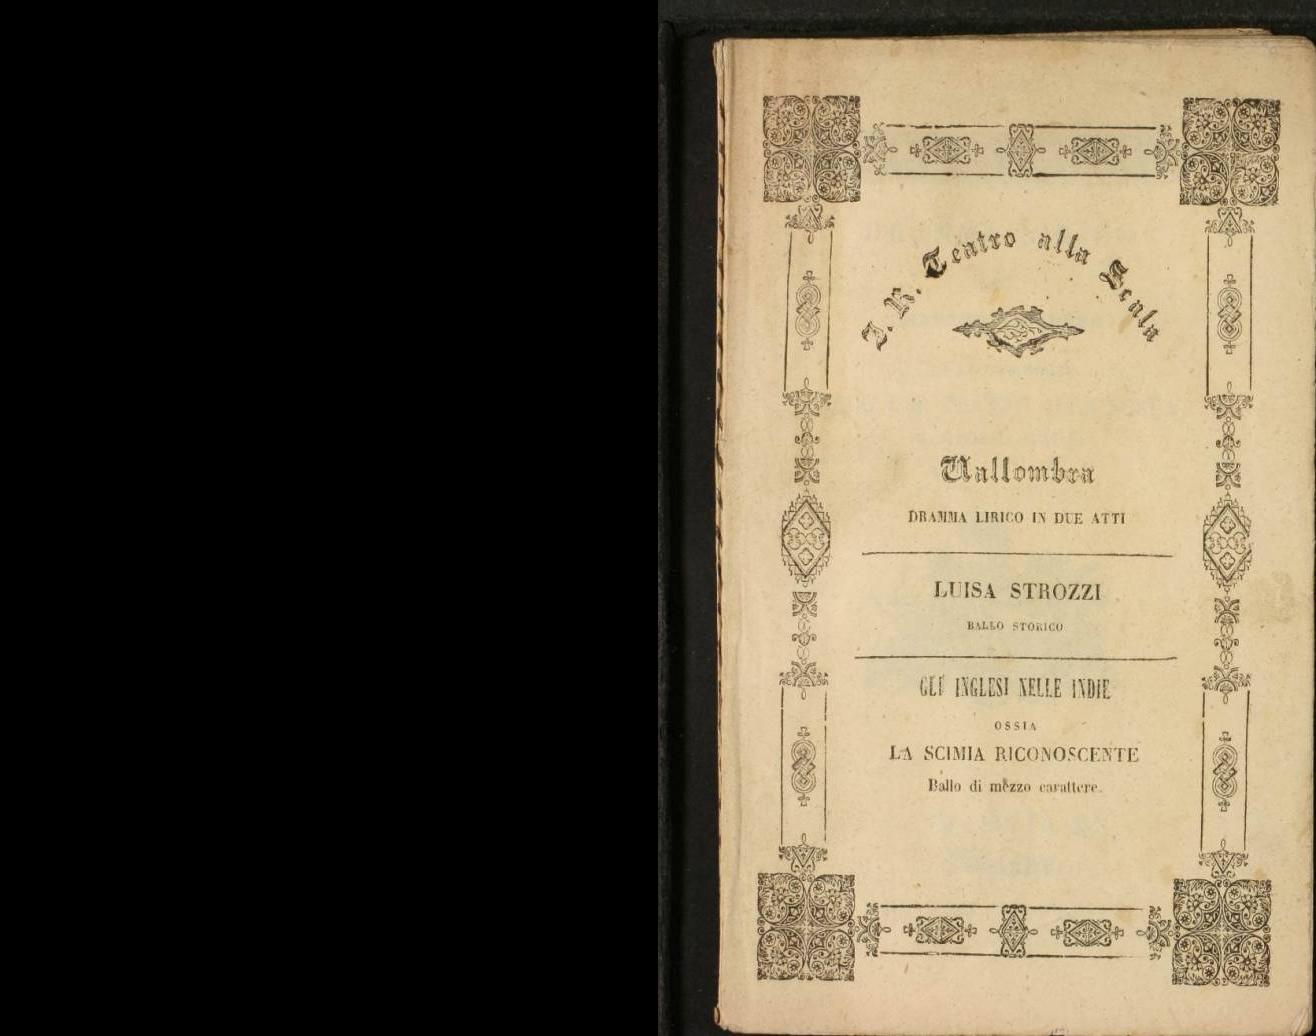 I. R. Teatro alla Scala
Vallombra
DRAMMA LIRICO IN DUE ATTI
LUISA STROZZI
BALLO STORICO
GLI INGLESI NELLE INDIE
OSSIA
LA SCIMIA RICONOSCENTE
Ballo di mezzo carattere.